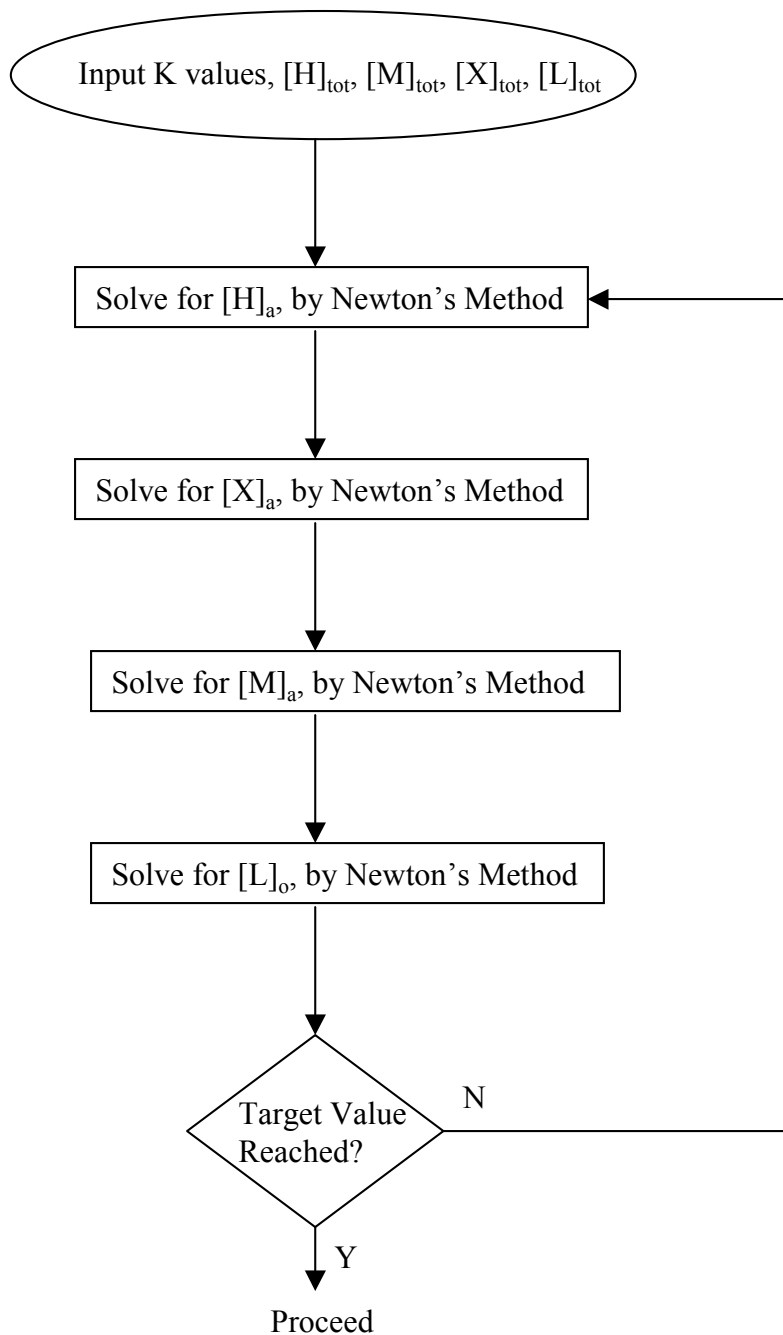 Input K values, [H]tot, [M]tot, [X]tot, [L]tot
Solve for [H]a, by Newton’s Method
Solve for [X]a, by Newton’s Method
Solve for [M]a, by Newton’s Method
Solve for [L]o, by Newton’s Method
Target Value
Reached?
N
Y
Proceed